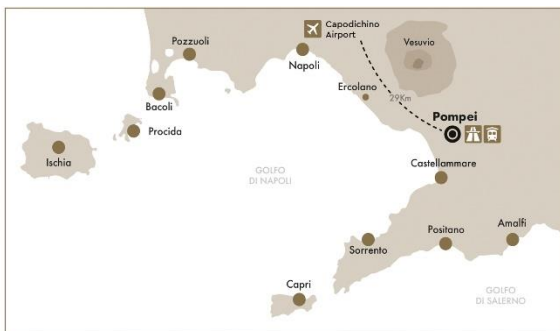 Capodichino
Airport
Pozzuoli
Vesuvio
Napoli
Ercolano
29Km
Bacoli
Pompei
Procida
Ischia
GOLFO
DI NAPOLI
Castellammare
Amalfi
Positano
Sorrento
Capri
GOLFO
DI SALERNO